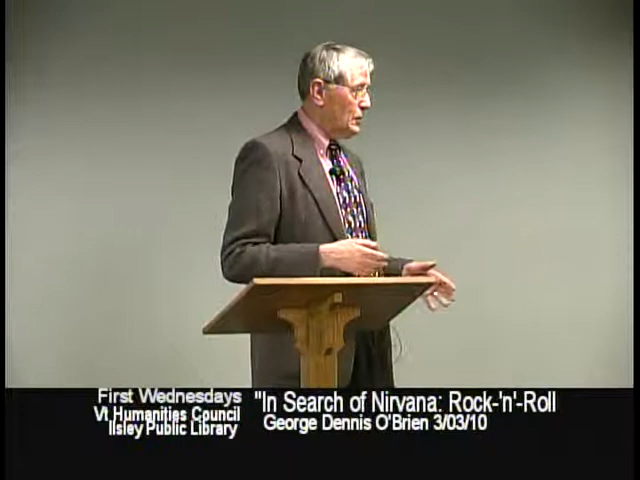 First Wednesdays
Vt Humanities Council
Ilsley Public Library
"In Search of Nirvana: Rock-'n'-Roll
George Dennis O'Brien 3/03/10